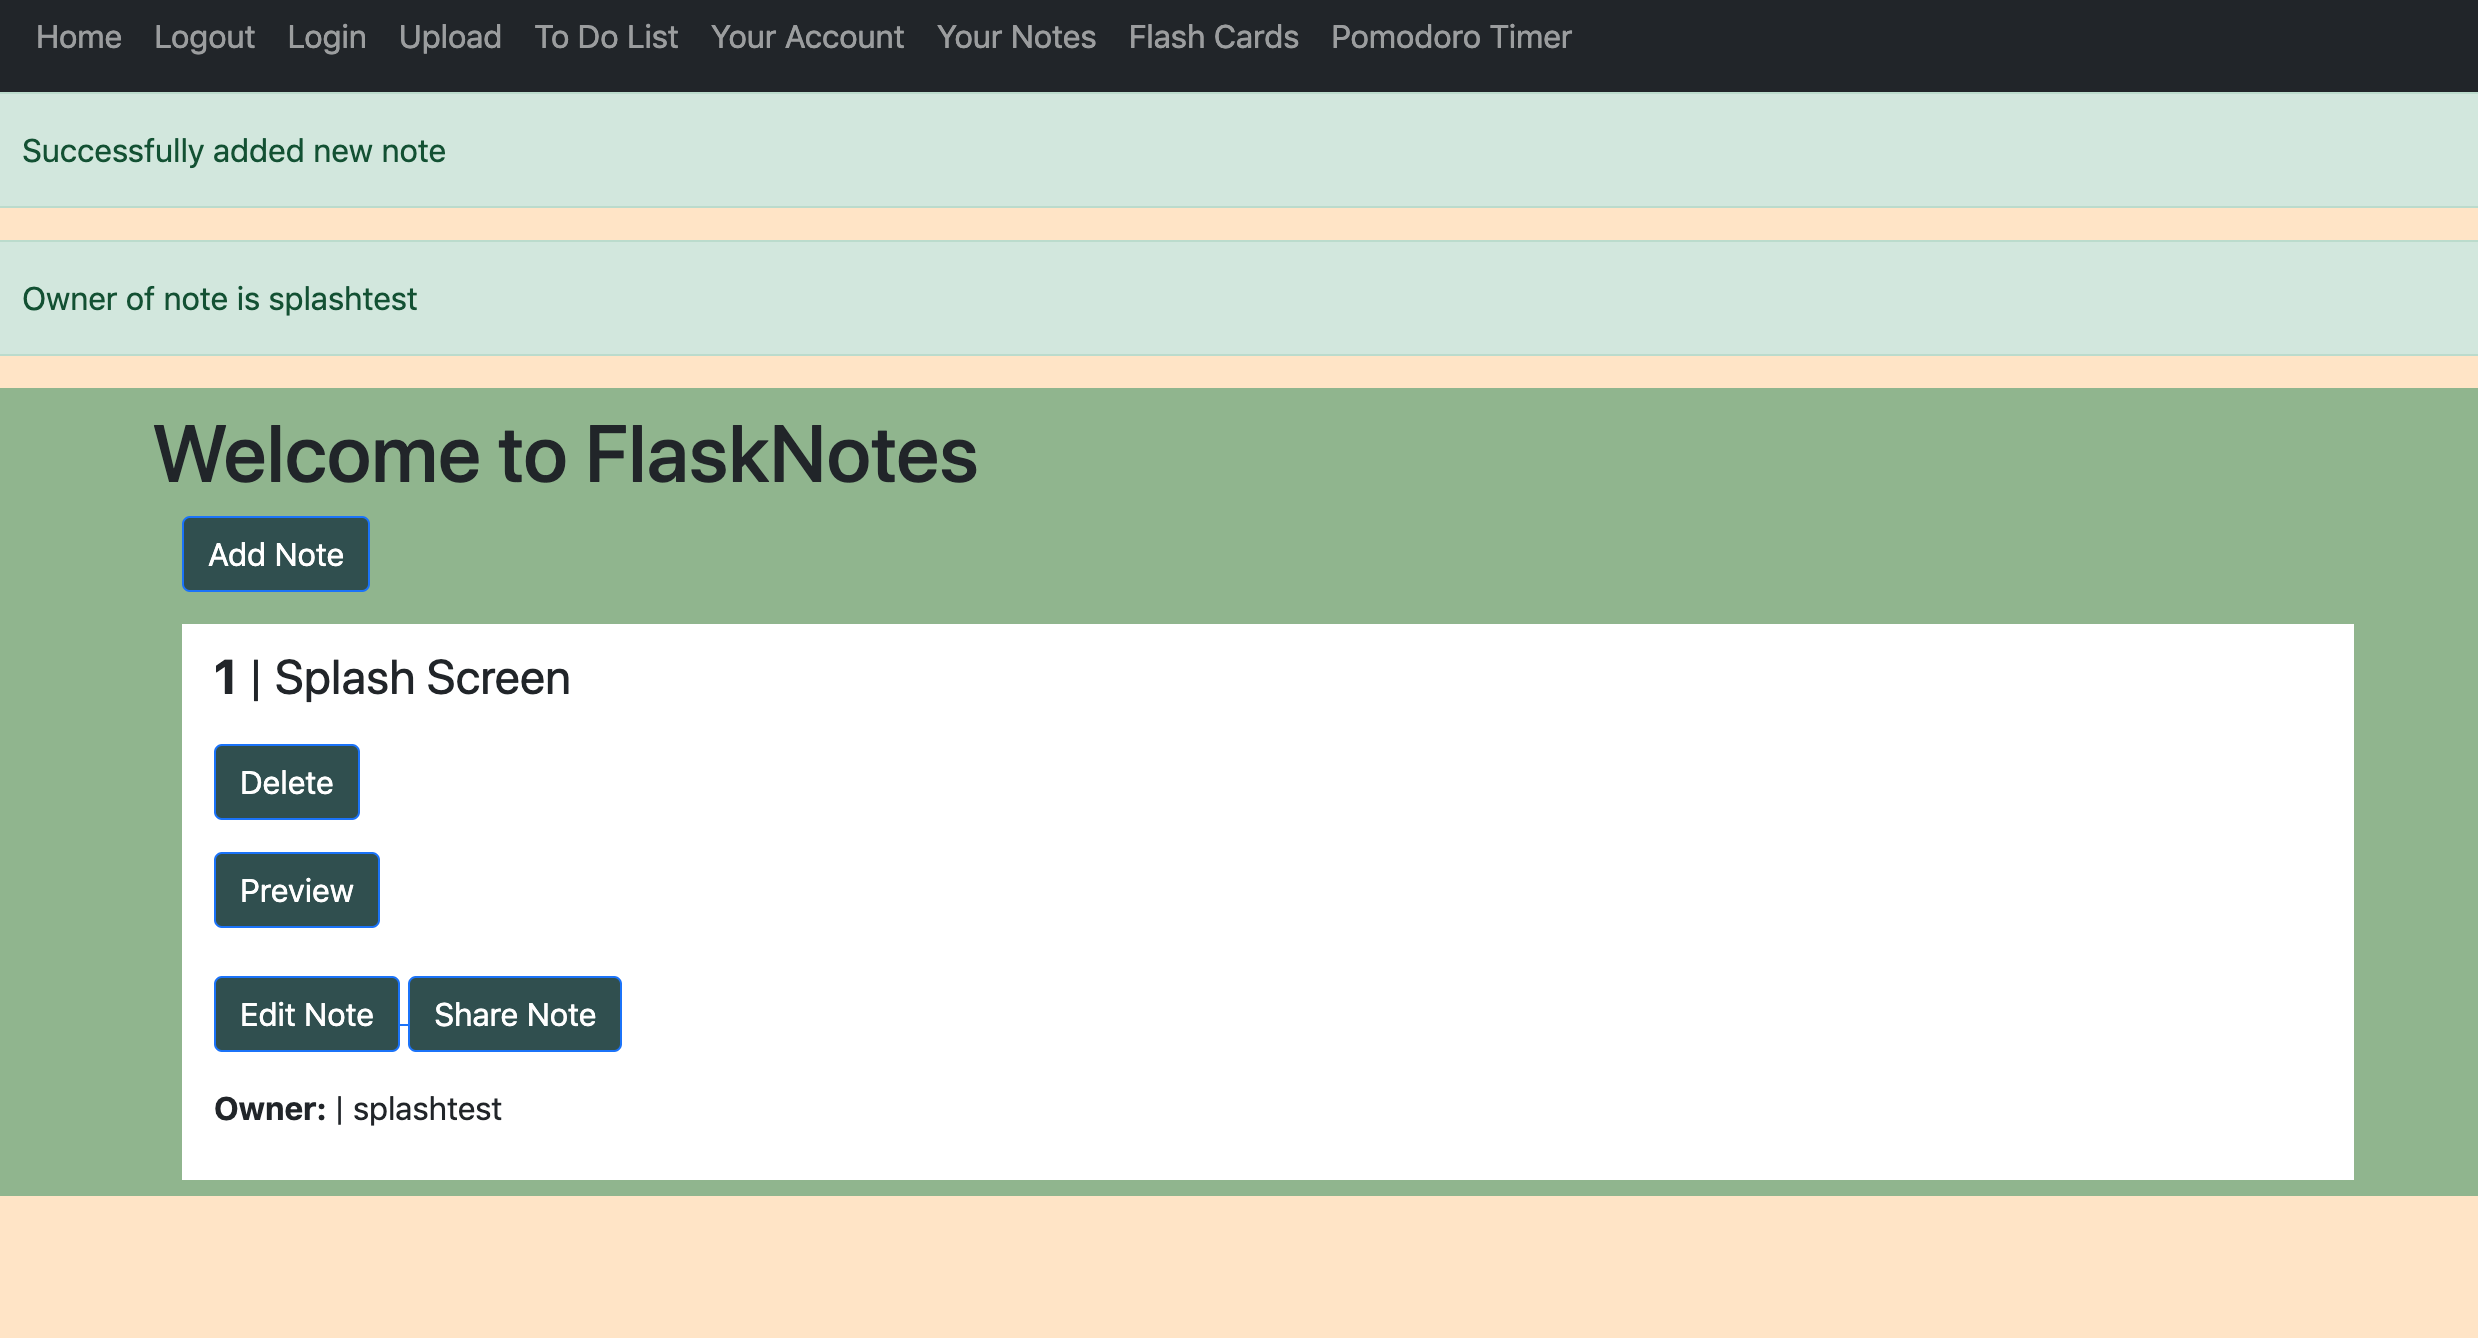 Home Logout Login Upload To Do List Your Account Your Notes Flash Cards Pomodoro Timer
Successfully added new note
Owner of note is splashtest
Welcome to FlaskNotes
Add Note
1 | Splash Screen
Delete
Preview
Edit Note Share Note
Owner: | splashtest